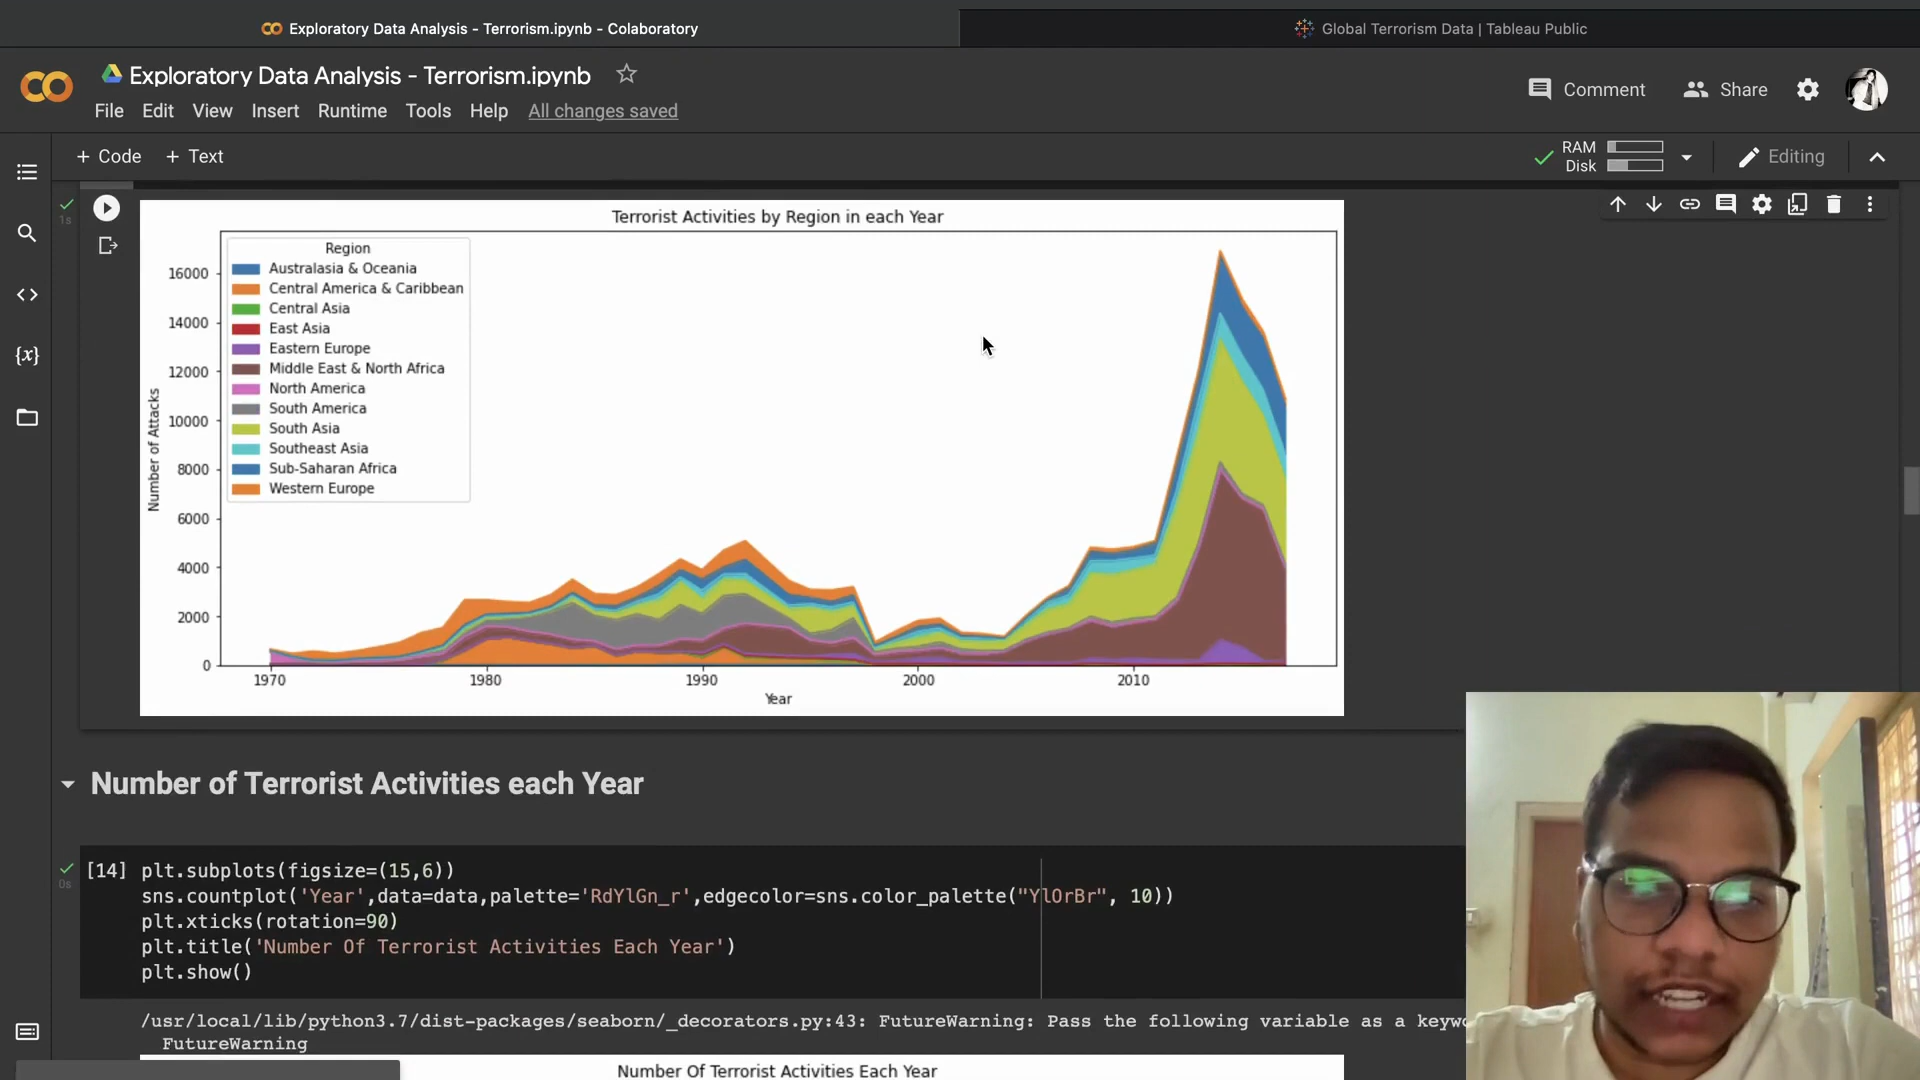 Exploratory Data Analysis - Terrorism.ipynb - Colaboratory
Global Terrorism Data | Tableau Public
Exploratory Data Analysis - Terrorism.ipynb
Comment
Share
File Edit View Insert Runtime Tools Help All changes saved
+ Code + Text
RAM
Disk
Editing
1s
Terrorist Activities by Region in each Year
Region
Australasia & Oceania
Central America & Caribbean
Central Asia
East Asia
Eastern Europe
Middle East & North Africa
North America
South America
South Asia
Southeast Asia
Sub-Saharan Africa
Western Europe
Number of Attacks
16000
14000
12000
10000
8000
6000
4000
2000
0
1970 1980 1990 2000 2010
Year
Number of Terrorist Activities each Year
0s
[14] plt.subplots(figsize=(15,6))
sns.countplot('Year',data=data,palette='RdYlGn_r',edgecolor=sns.color_palette("YlOrBr", 10))
plt.xticks(rotation=90)
plt.title('Number Of Terrorist Activities Each Year')
plt.show()
/usr/local/lib/python3.7/dist-packages/seaborn/_decorators.py:43: FutureWarning: Pass the following variable as a keyw
FutureWarning
Number Of Terrorist Activities Each Year